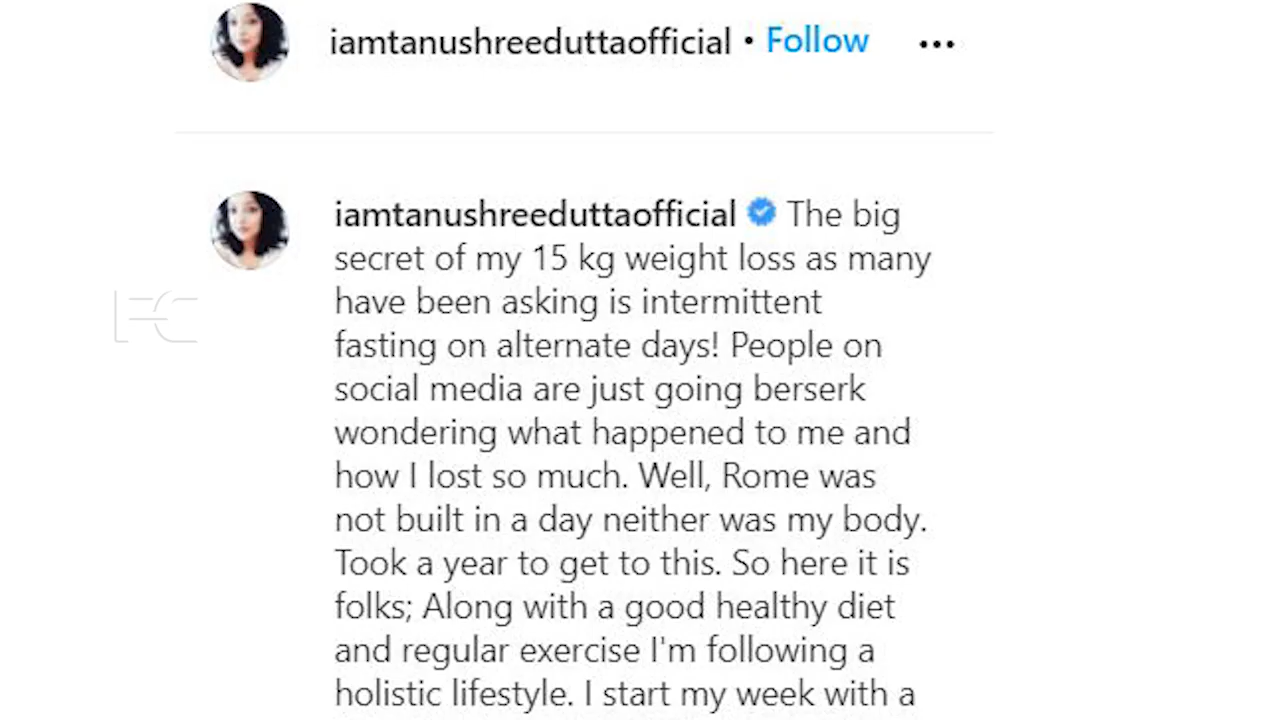 iamtanushreeduttaofficial • Follow •••
iamtanushreeduttaofficial The big
secret of my 15 kg weight loss as many
have been asking is intermittent
fasting on alternate days! People on
social media are just going berserk
wondering what happened to me and
how I lost so much. Well, Rome was
not built in a day neither was my body.
Took a year to get to this. So here it is
folks; Along with a good healthy diet
and regular exercise I'm following a
holistic lifestyle. I start my week with a
FC